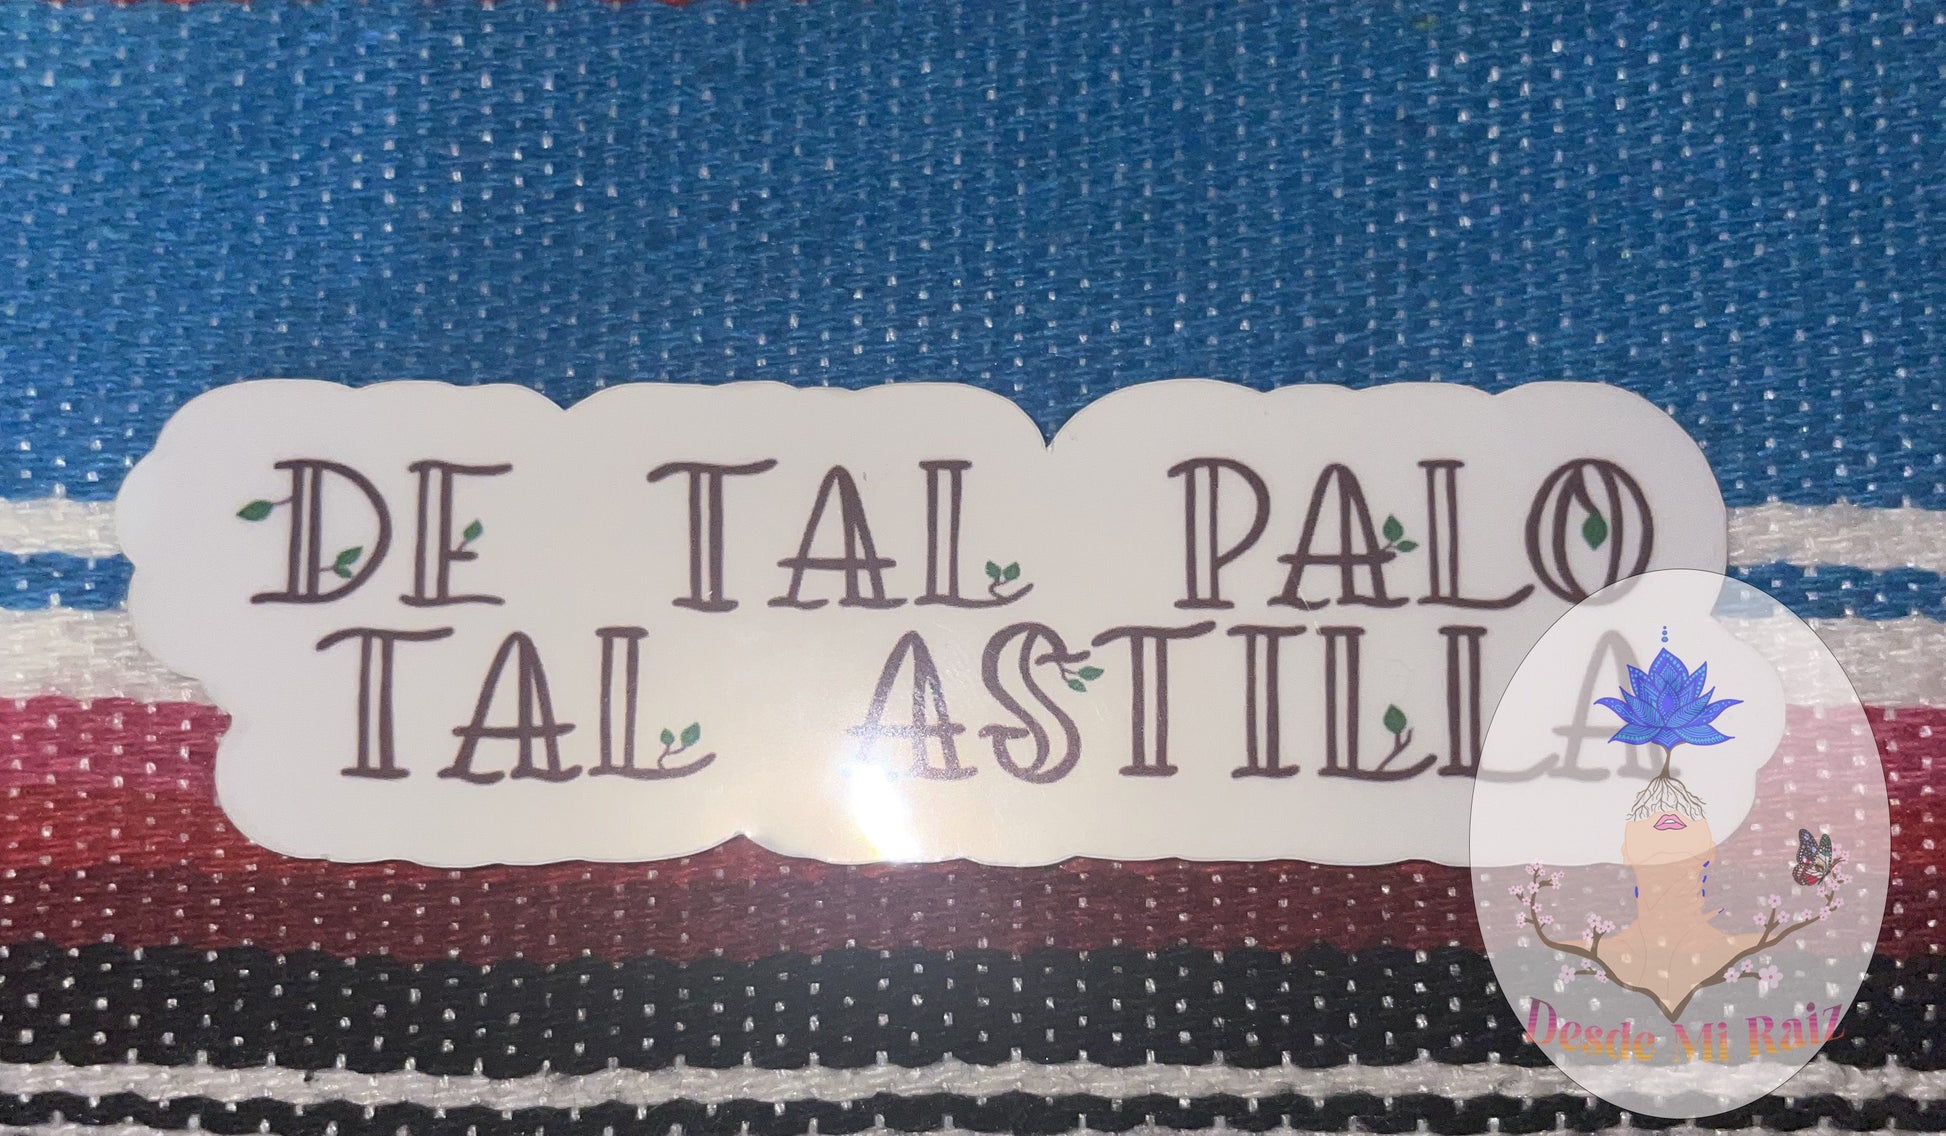 DE TAL PALO
TAL ASTILLA
Desde Mi Raiz